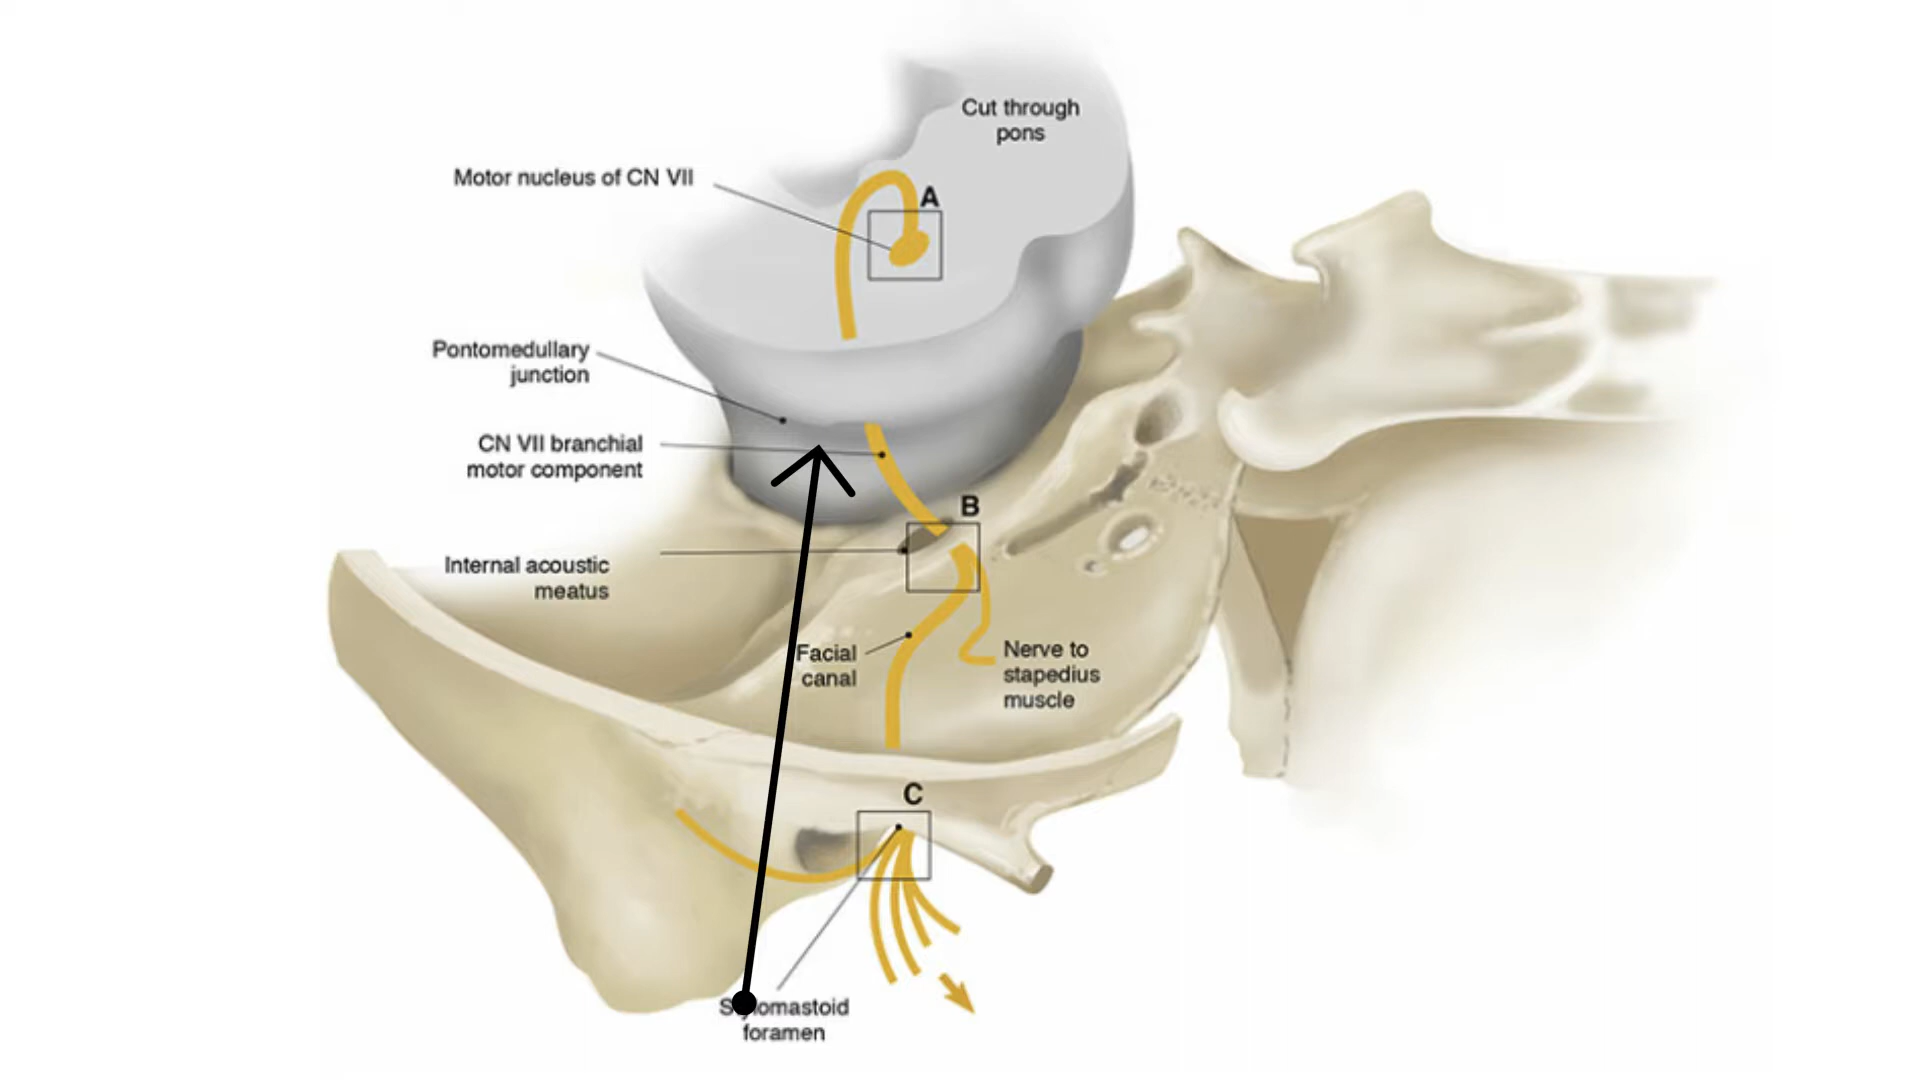 Cut through
pons
Motor nucleus of CN VII
A
Pontomedullary
junction
CN VII branchial
motor component
B
Internal acoustic
meatus
Facial
canal
Nerve to
stapedius
muscle
C
foramen